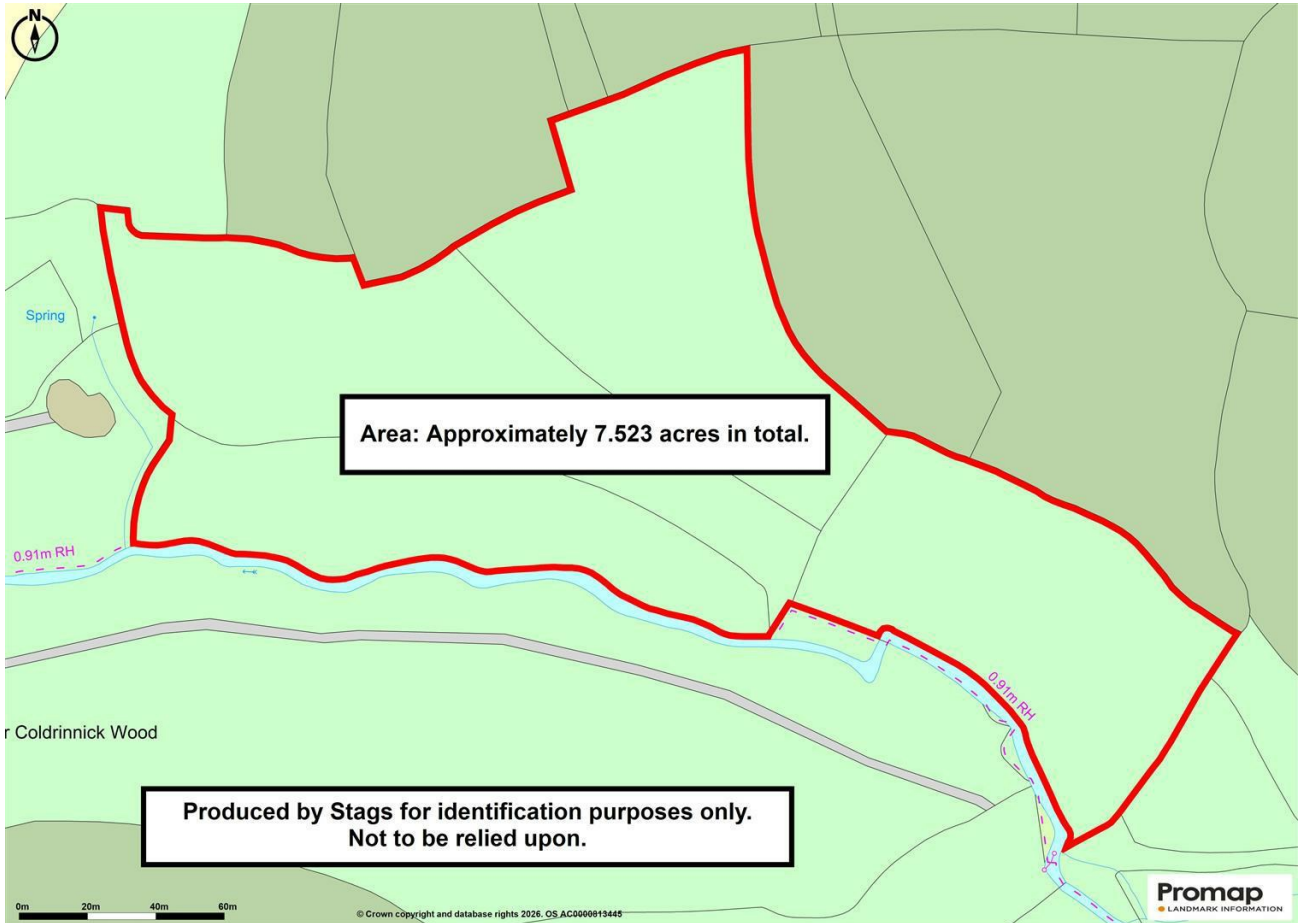 N
Spring
Area: Approximately 7.523 acres in total.
0.91m RH
0.91m RH
r Coldrinnick Wood
Produced by Stags for identification purposes only.
Not to be relied upon.
0m 20m 40m 60m
© Crown copyright and database rights 2026. OS AC0000813445
Promap
LANDMARK INFORMATION